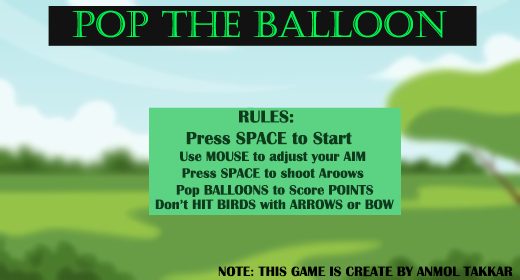 POP THE BALLOON
RULES:
Press SPACE to Start
Use MOUSE to adjust your AIM
Press SPACE to shoot Aroows
Pop BALLOONS to Score POINTS
Don't HIT BIRDS with ARROWS or BOW
NOTE: THIS GAME IS CREATE BY ANMOL TAKKAR